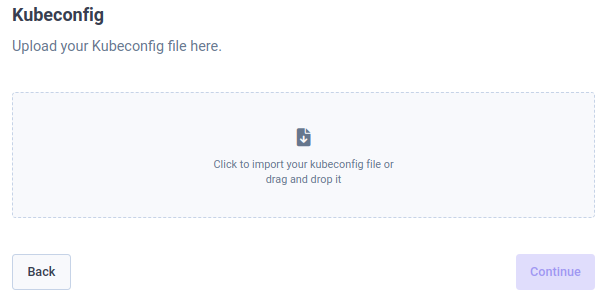 Kubeconfig
Upload your Kubeconfig file here.
Click to import your kubeconfig file or
drag and drop it
Back
Continue